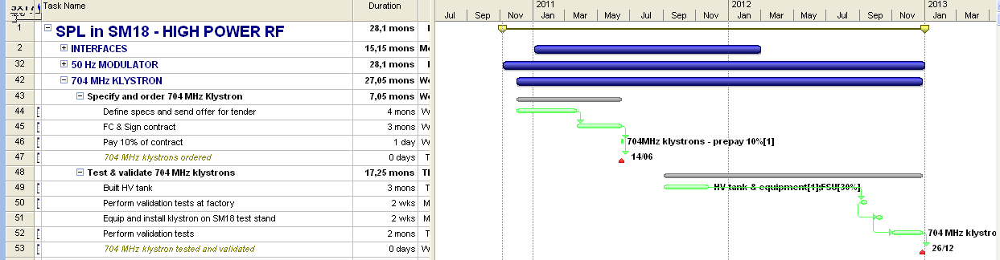 Task Name Duration 2011 2012 2013
Jul Sep Nov Jan Mar May Jul Sep Nov Jan Mar May Jul Sep Nov Jan Mar
1 SPL in SM18 - HIGH POWER RF 28,1 mons
2 INTERFACES 15,15 mons Mo
32 50 Hz MODULATOR 28,1 mons
42 704 MHz KLYSTRON 27,05 mons We
43 Specify and order 704 MHz Klystron 7,05 mons We
44 Define specs and send offer for tender 4 mons
45 FC & Sign contract 3 mons
46 Pay 10% of contract 1 day 704MHz klystrons - prepay 10%[1]
47 704 MHz klystrons ordered 0 days T 14/06
48 Test & validate 704 MHz klystrons 17,25 mons
49 Built HV tank 3 mons T HV tank & equipment[1];FSU[30%]
50 Perform validation tests at factory 2 wks M
51 Equip and install klystron on SM18 test stand 2 wks M
52 Perform validation tests 2 mons T 704 MHz klystro
53 704 MHz klystron tested and validated 0 days 26/12